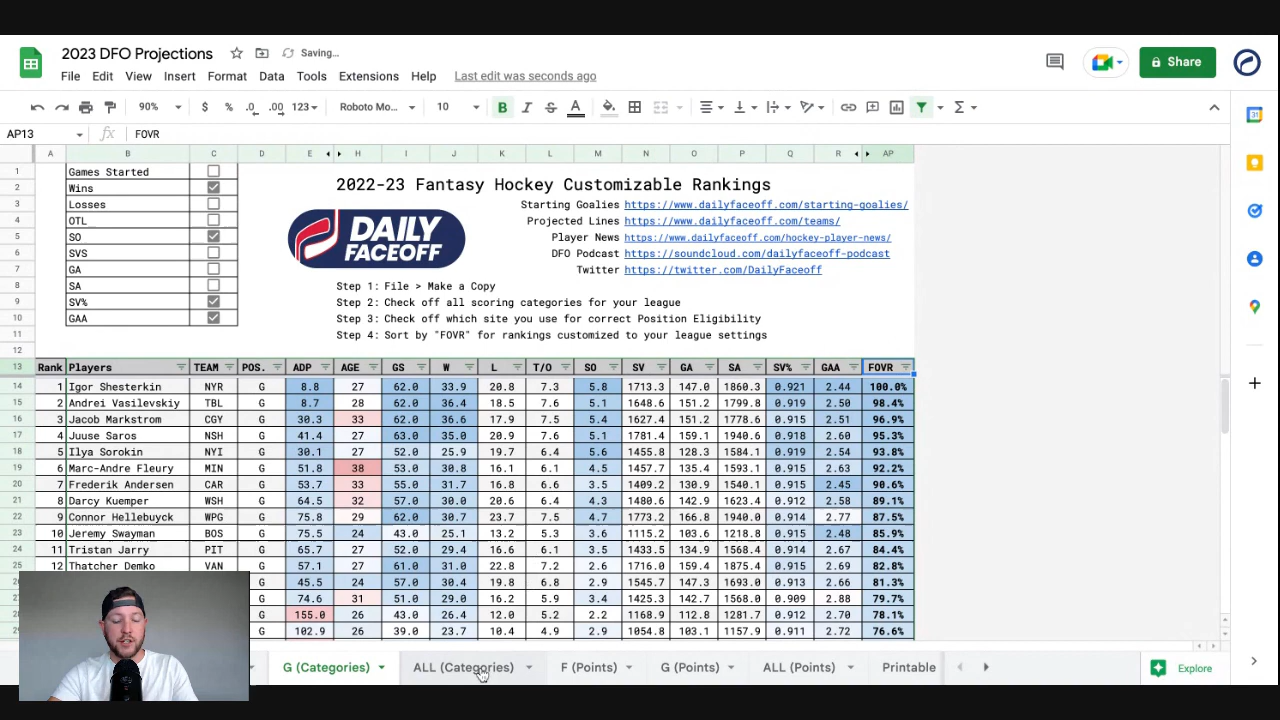 2023 DFO Projections Saving…
File Edit View Insert Format Data Tools Extensions Help Last edit was seconds ago
Share
90% $ % .0 .00 123 Roboto Mo... 10 B I S A Σ
AP13 fx FOVR
A B C D E H I J K L M N O P Q R AP
1 Games Started
2 Wins 2022-23 Fantasy Hockey Customizable Rankings
3 Losses Starting Goalies https://www.dailyfaceoff.com/starting-goalies/
4 OTL Projected Lines https://www.dailyfaceoff.com/teams/
5 SO Player News https://www.dailyfaceoff.com/hockey-player-news/
6 SVS DFO Podcast https://soundcloud.com/dailyfaceoff-podcast
7 GA Twitter https://twitter.com/DailyFaceoff
DAILY
FACEOFF
8 SA Step 1: File > Make a Copy
9 SV% Step 2: Check off all scoring categories for your league
10 GAA Step 3: Check off which site you use for correct Position Eligibility
11 Step 4: Sort by "FOVR" for rankings customized to your league settings
12
13 Rank Players TEAM POS. ADP AGE GS W L T/O SO SV GA SA SV% GAA FOVR
14 1 Igor Shesterkin NYR G 8.8 27 62.0 33.9 20.8 7.3 5.8 1713.3 147.0 1860.3 0.921 2.44 100.0%
15 2 Andrei Vasilevskiy TBL G 8.7 28 62.0 36.4 18.5 7.6 5.1 1648.6 151.2 1799.8 0.919 2.50 98.4%
16 3 Jacob Markstrom CGY G 30.3 33 62.0 36.6 17.9 7.5 5.4 1627.4 151.2 1778.6 0.915 2.51 96.9%
17 4 Juuse Saros NSH G 41.4 27 63.0 35.0 20.9 7.6 5.1 1781.4 159.1 1940.6 0.918 2.60 95.3%
18 5 Ilya Sorokin NYI G 30.1 27 52.0 25.9 19.7 6.4 5.6 1455.8 128.3 1584.1 0.919 2.54 93.8%
19 6 Marc-Andre Fleury MIN G 51.8 38 53.0 30.8 16.1 6.1 4.5 1457.7 135.4 1593.1 0.915 2.63 92.2%
20 7 Frederik Andersen CAR G 53.7 33 55.0 31.7 16.8 6.6 3.5 1409.2 130.9 1540.1 0.915 2.45 90.6%
21 8 Darcy Kuemper WSH G 64.5 32 57.0 30.0 20.6 6.4 4.3 1480.6 142.9 1623.4 0.912 2.58 89.1%
22 9 Connor Hellebuyck WPG G 75.8 29 62.0 30.7 23.7 7.5 4.7 1773.2 166.8 1940.0 0.914 2.77 87.5%
23 10 Jeremy Swayman BOS G 75.5 24 43.0 25.1 13.2 5.3 3.6 1115.2 103.6 1218.8 0.915 2.48 85.9%
24 11 Tristan Jarry PIT G 65.7 27 52.0 29.4 16.6 6.1 3.5 1433.5 134.9 1568.4 0.914 2.67 84.4%
25 12 Thatcher Demko VAN G 57.1 27 61.0 31.0 22.8 7.2 2.6 1716.0 159.4 1875.4 0.915 2.69 82.8%
G 45.5 24 57.0 30.4 19.8 6.8 2.9 1545.7 147.3 1693.0 0.913 2.66 81.3%
G 74.6 31 51.0 29.0 16.2 5.9 3.4 1425.3 142.7 1568.0 0.909 2.88 79.7%
G 155.0 26 43.0 26.4 12.0 5.2 2.2 1168.9 112.8 1281.7 0.912 2.70 78.1%
G 102.9 26 39.0 23.7 10.4 4.9 2.9 1054.8 103.1 1157.9 0.911 2.72 76.6%
G (Categories) ALL (Categories) F (Points) G (Points) ALL (Points) Printable
Explore